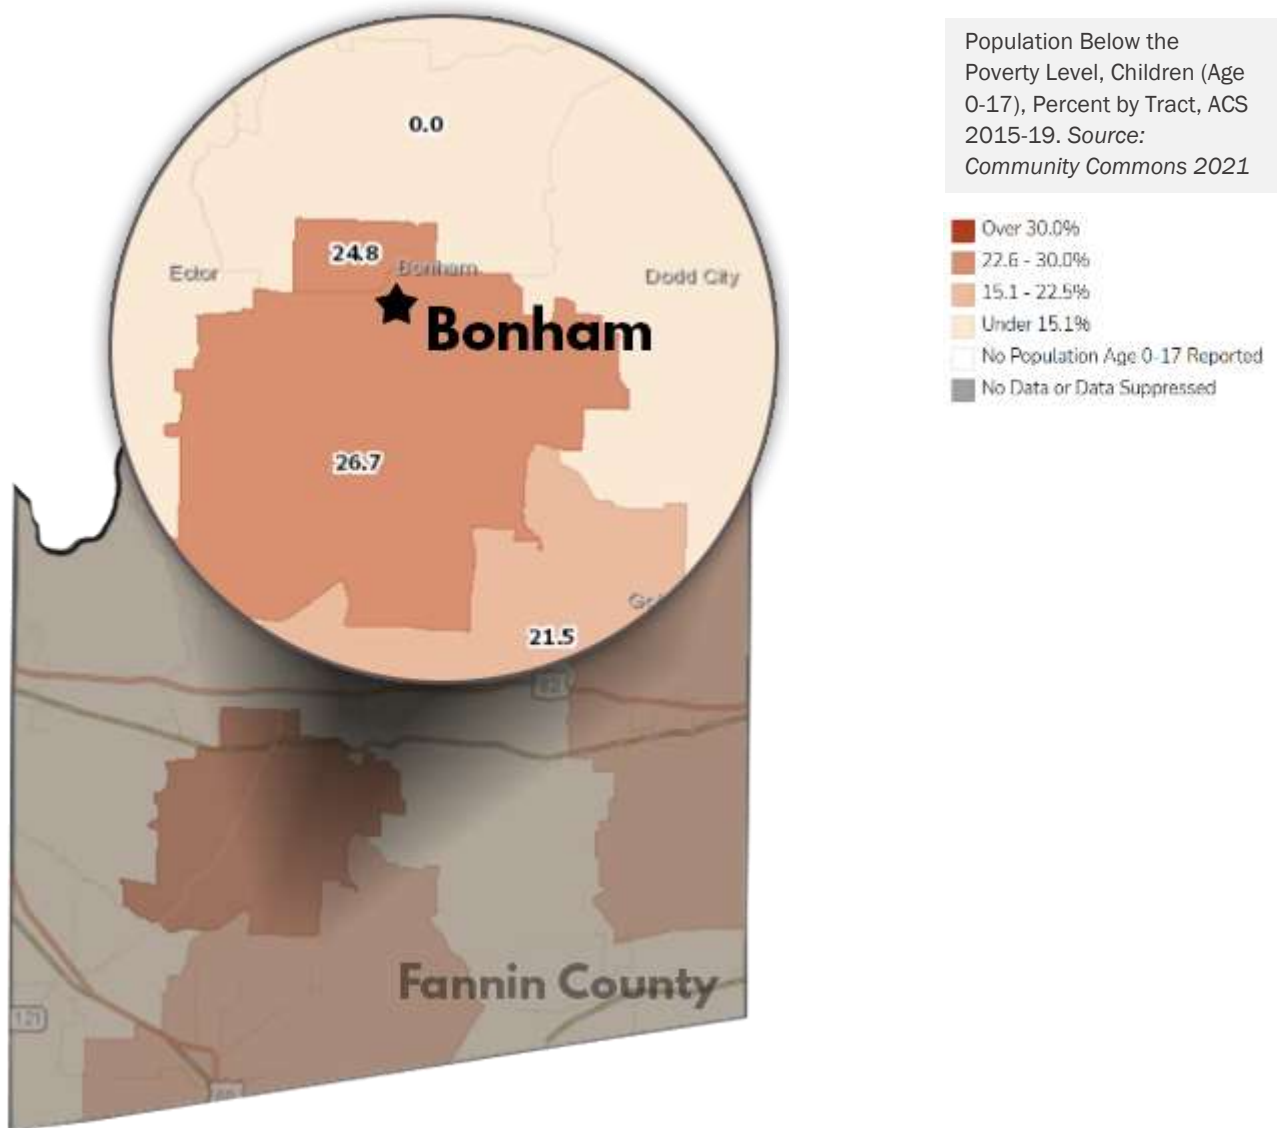 Population Below the
Poverty Level, Children (Age
0-17), Percent by Tract, ACS
2015-19. Source:
Community Commons 2021
Over 30.0%
22.6 - 30.0%
15.1 - 22.5%
Under 15.1%
No Population Age 0-17 Reported
No Data or Data Suppressed
0.0
24.8
Bonham
Ector
Dodd City
Bonham
26.7
21.5
82
Fannin County
121